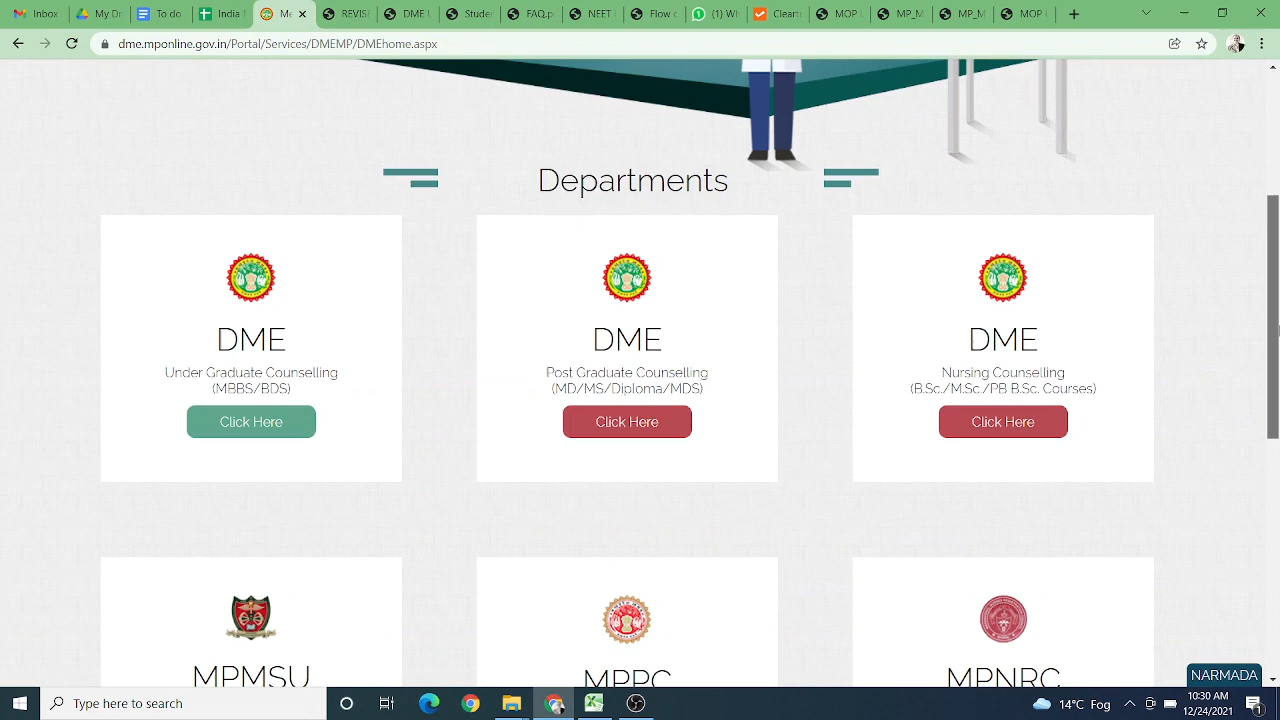 Inbox
My Dr
To do
India
Me
REVISE
DME
Studer
FAQ.p
NEET
Flow c
(1) W
Clearta
MOP
MP_M
MP_M
MOP
dme.mponline.gov.in/Portal/Services/DMEMP/DMEhome.aspx
Departments
DME
Under Graduate Counselling
(MBBS/BDS)
Click Here
DME
Post Graduate Counselling
(MD/MS/Diploma/MDS)
Click Here
DME
Nursing Counselling
(B.Sc./M.Sc./PB B.Sc. Courses)
Click Here
MPMSU
MPPC
MPNRC
NARMADA
Type here to search
14°C Fog
10:30 AM
12/24/2021